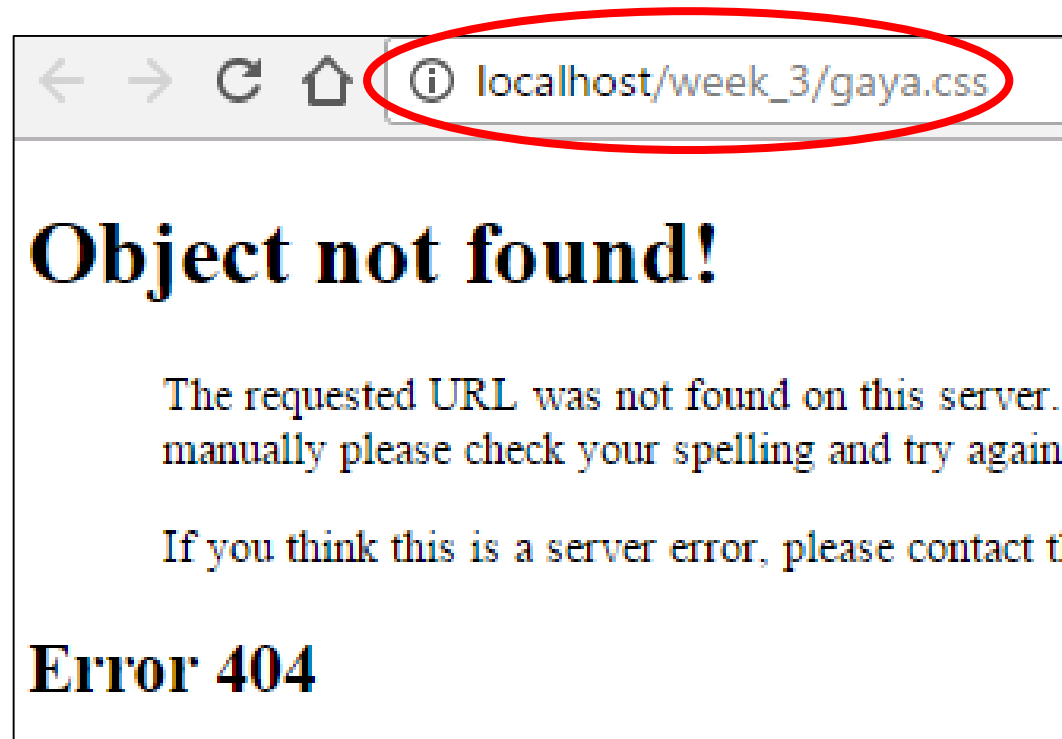 localhost/week_3/gaya.css
Object not found!
The requested URL was not found on this server.
manually please check your spelling and try again
If you think this is a server error, please contact
Error 404